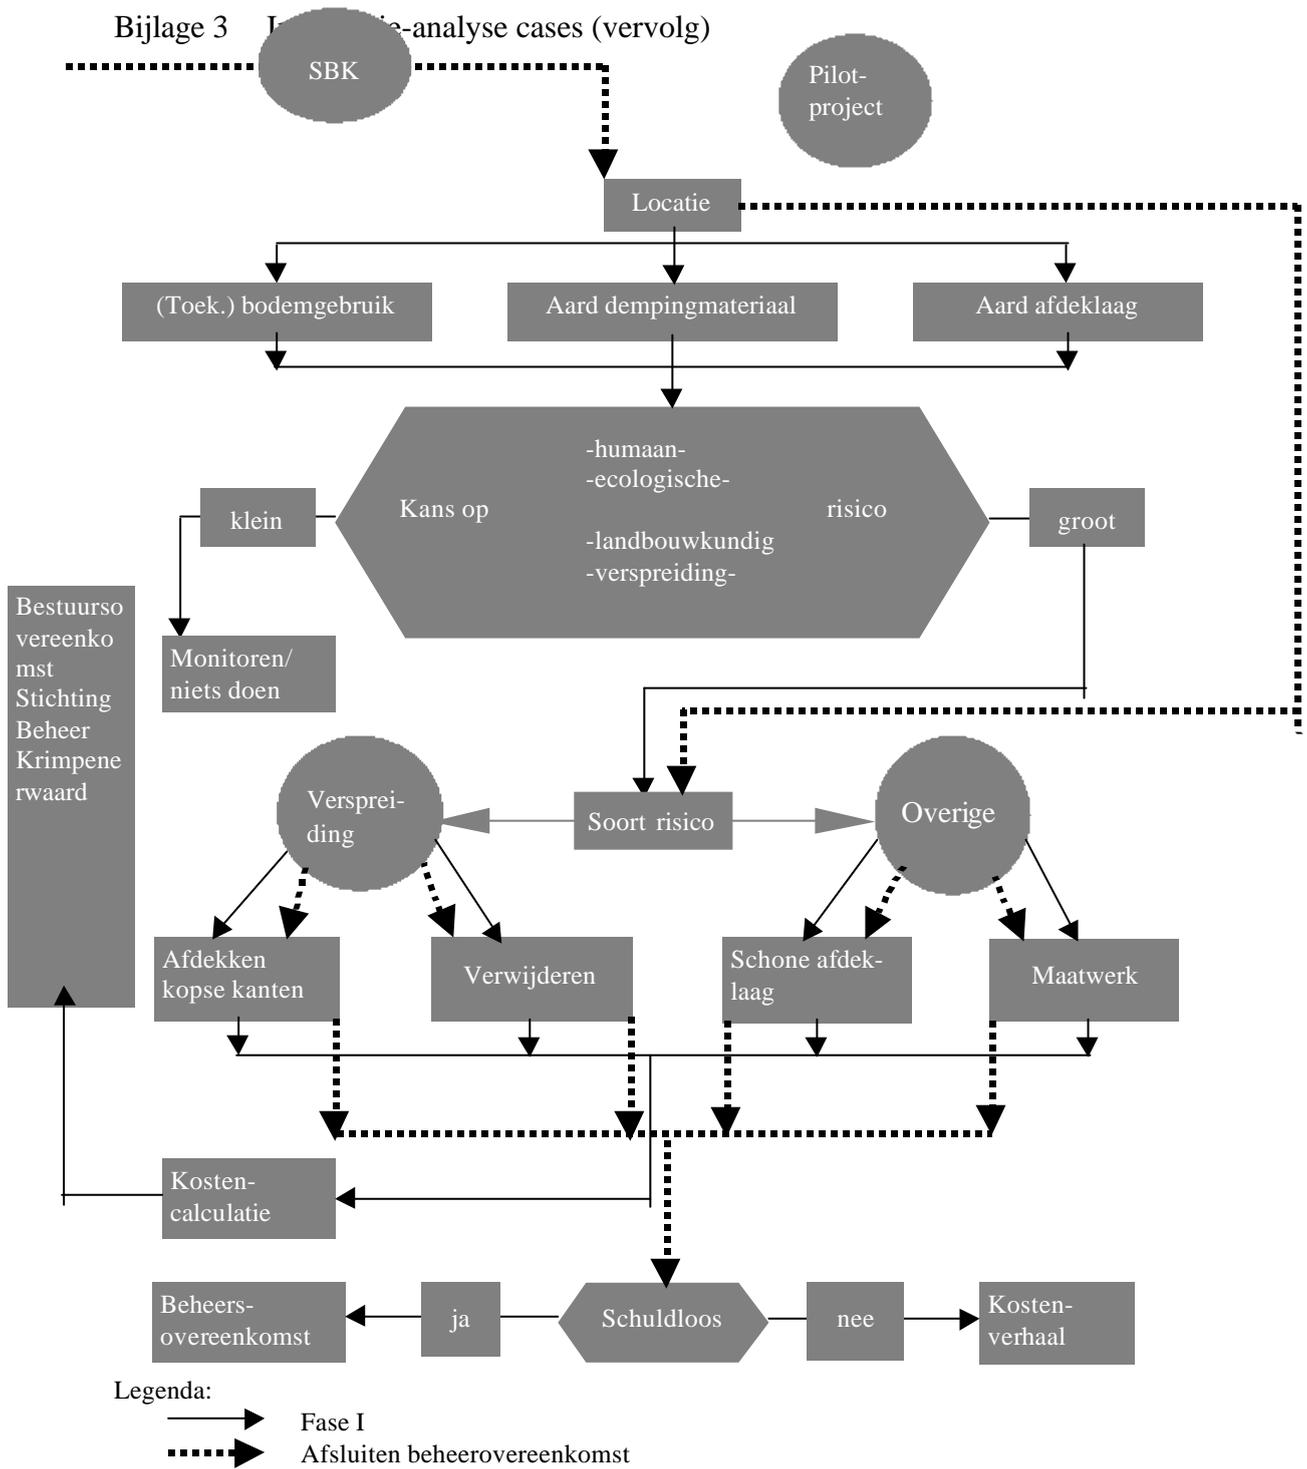 Bijlage 3 -analyse cases (vervolg)
SBK
Pilot-
project
Locatie
(Toek.) bodemgebruik
Aard dempingmateriaal
Aard afdeklaag
-humaan-
-ecologische-
Kans op
risico
-landbouwkundig
-verspreiding-
klein
groot
Bestuurso
vereenko
mst
Stichting
Beheer
Krimpene
rwaard
Monitoren/
niets doen
Versprei-
ding
Soort risico
Overige
Afdekken
kopse kanten
Verwijderen
Schone afdek-
laag
Maatwerk
Kosten-
calculatie
Beheers-
overeenkomst
ja
Schuldloos
nee
Kosten-
verhaal
Legenda:
Fase I
Afsluiten beheerovereenkomst